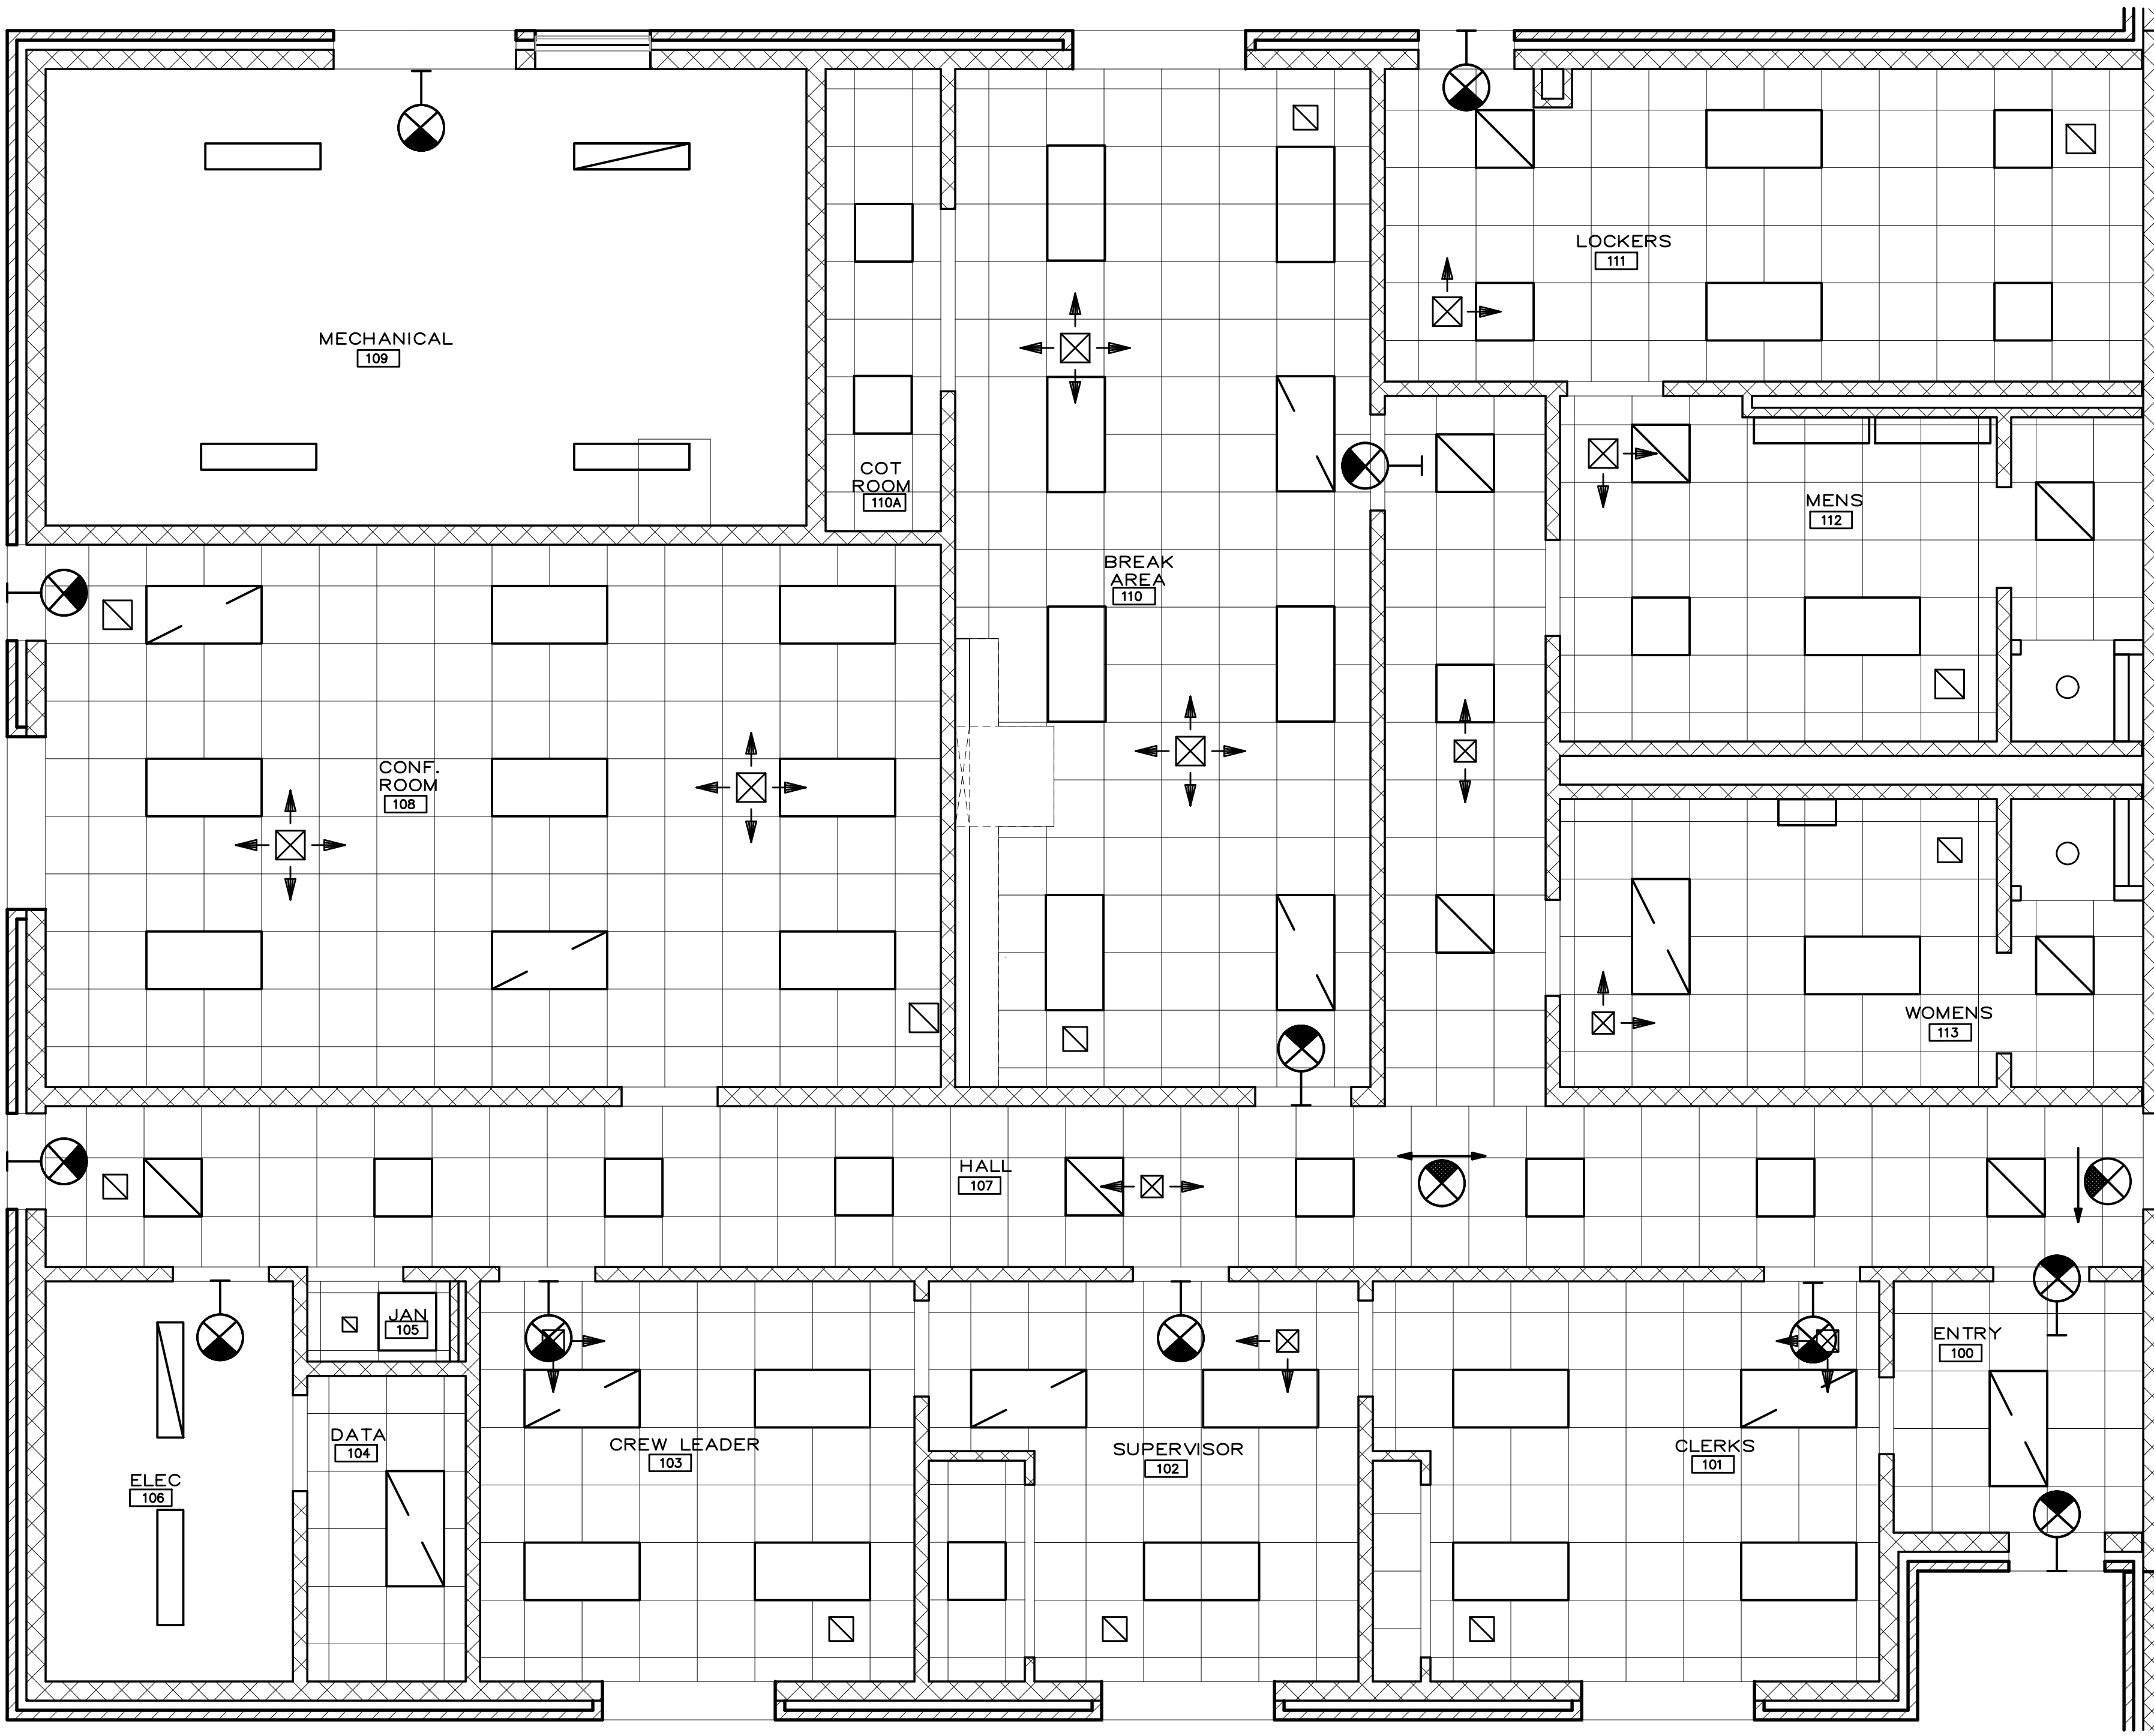 LOCKERS
111
MECHANICAL
109
COT
ROOM
110A
MENS
112
BREAK
AREA
110
CONF.
ROOM
108
WOMENS
113
HALL
107
JAN
105
ENTRY
100
DATA
104
CREW LEADER
103
SUPERVISOR
102
CLERKS
101
ELEC
106